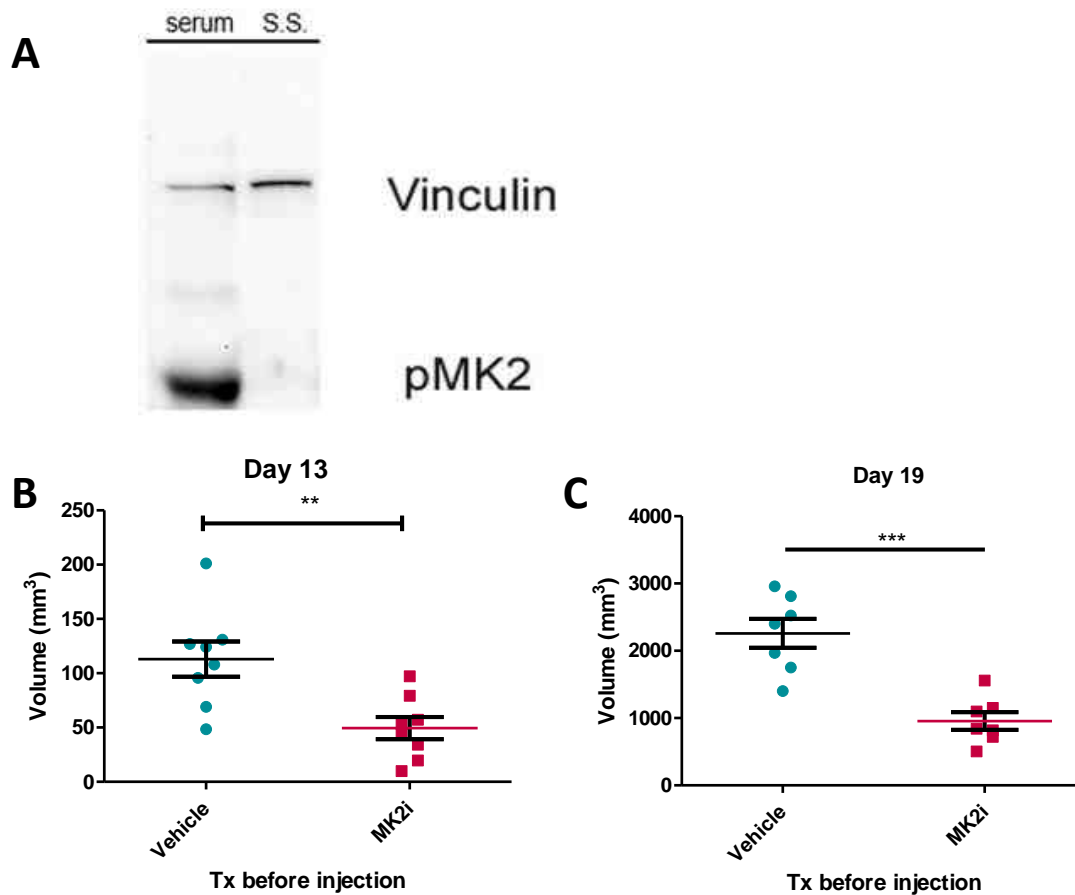 A
serum S.S.
Vinculin
pMK2
B
Day 13
**
Volume (mm³)
250
200
150
100
50
0
Vehicle
MK2i
Tx before injection
C
Day 19
***
Volume (mm³)
4000
3000
2000
1000
0
Vehicle
MK2i
Tx before injection